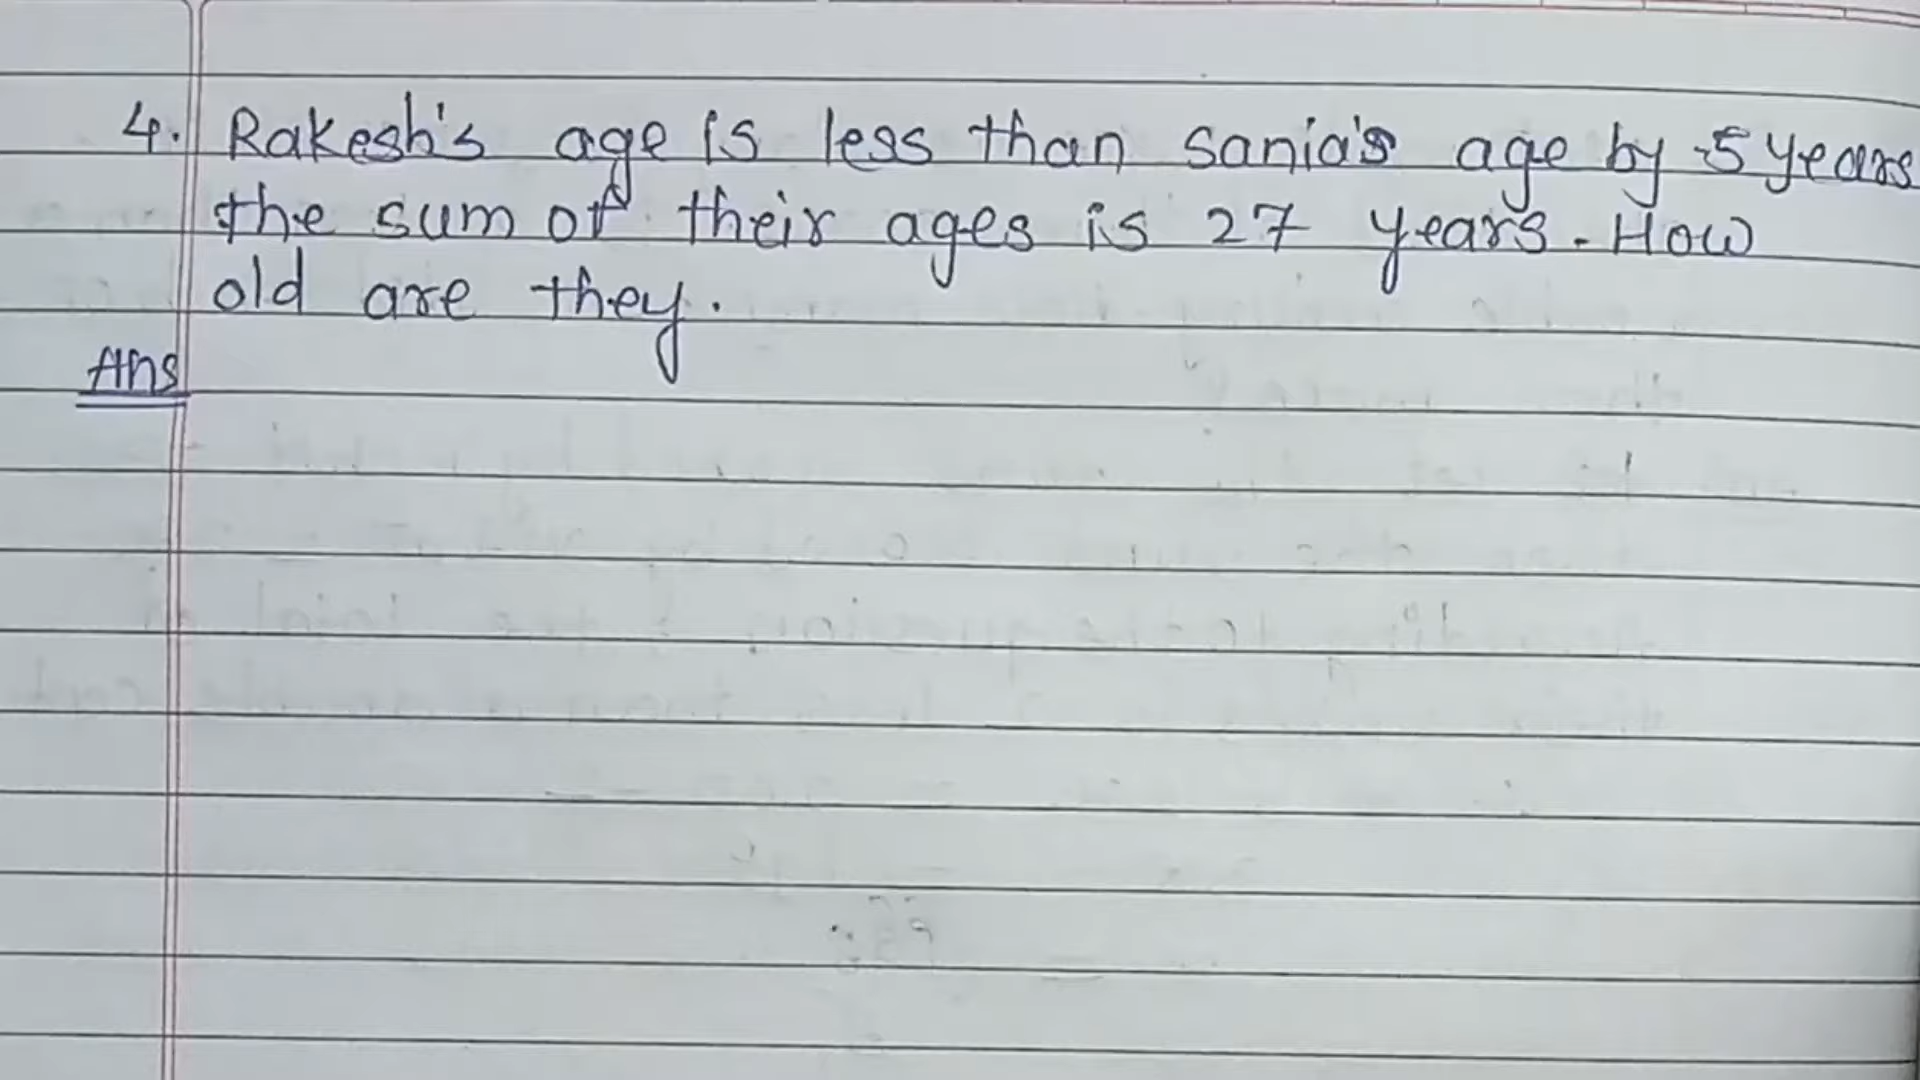 4. Rakesh's age is less than sania's age by 5 years
the sum of their ages is 27 years. How
old are they.
Ans